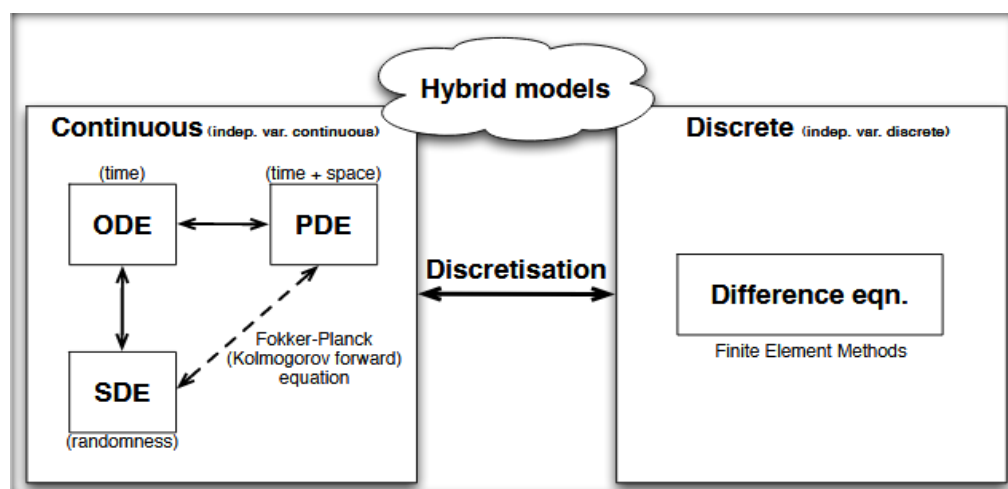 Hybrid models
Continuous (indep. var. continuous)
(time)
(time + space)
ODE
PDE
Fokker-Planck
(Kolmogorov forward)
equation
SDE
(randomness)
Discretisation
Discrete (indep. var. discrete)
Difference eqn.
Finite Element Methods